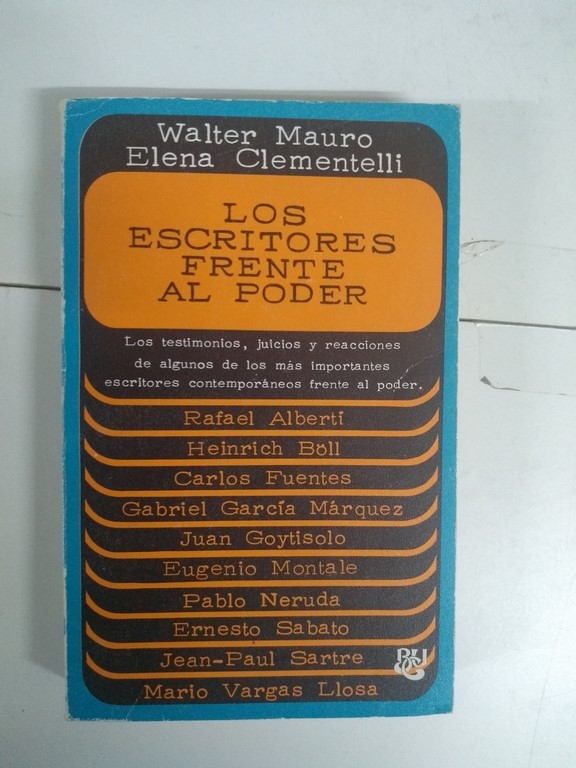 Walter Mauro
Elena Clementelli
LOS
ESCRITORES
FRENTE
AL PODER
Los testimonios, juicios y reacciones
de algunos de los más importantes
escritores contemporáneos frente al poder.
Rafael Alberti
Heinrich Böll
Carlos Fuentes
Gabriel García Márquez
Juan Goytisolo
Eugenio Montale
Pablo Neruda
Ernesto Sabato
Jean-Paul Sartre
Mario Vargas Llosa